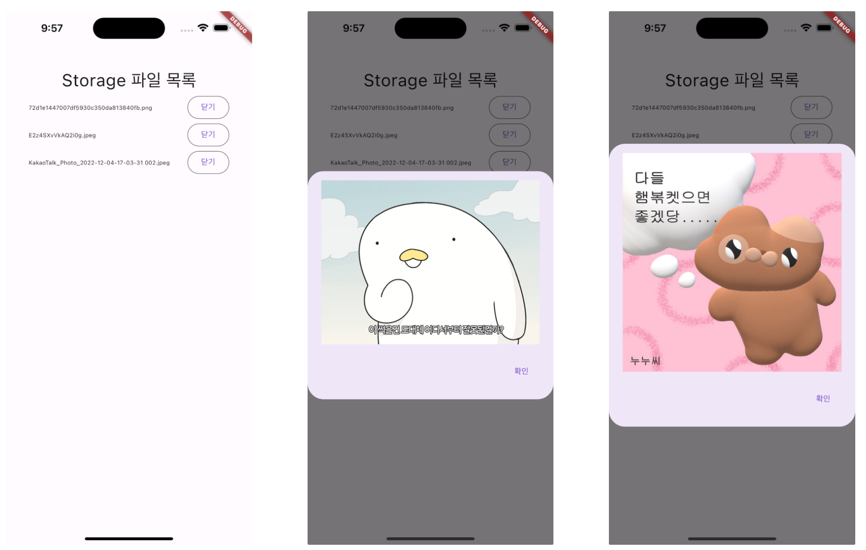 9:57
DEBUG
Storage 파일 목록
72d1e1447007df5930c350da813840fb.png
닫기
E2z4SXvVkAQ2I0g.jpeg
닫기
KakaoTalk_Photo_2022-12-04-17-03-31 002.jpeg
닫기
9:57
DEBUG
Storage 파일 목록
72d1e1447007df5930c350da813840fb.png
닫기
E2z4SXvVkAQ2I0g.jpeg
닫기
KakaoTalk_Photo_2022-12-04-17-03-31 002.jpeg
닫기
확인
9:57
DEBUG
Storage 파일 목록
72d1e1447007df5930c350da813840fb.png
닫기
E2z4SXvVkAQ2I0g.jpeg
닫기
다들
햄볶켓으면
좋겠당.....
누누씨
확인